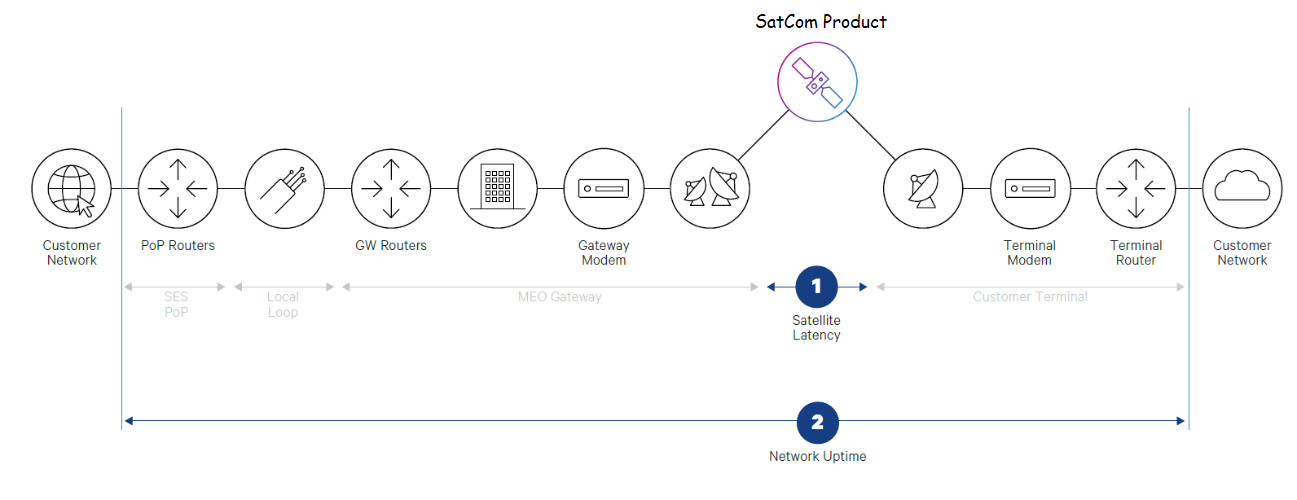 SatCom Product
Customer
Network
PoP Routers
GW Routers
Gateway
Modem
Terminal
Modem
Terminal
Router
Customer
Network
SES
PoP
Local
Loop
MEO Gateway
1
Satellite
Latency
Customer Terminal
2
Network Uptime